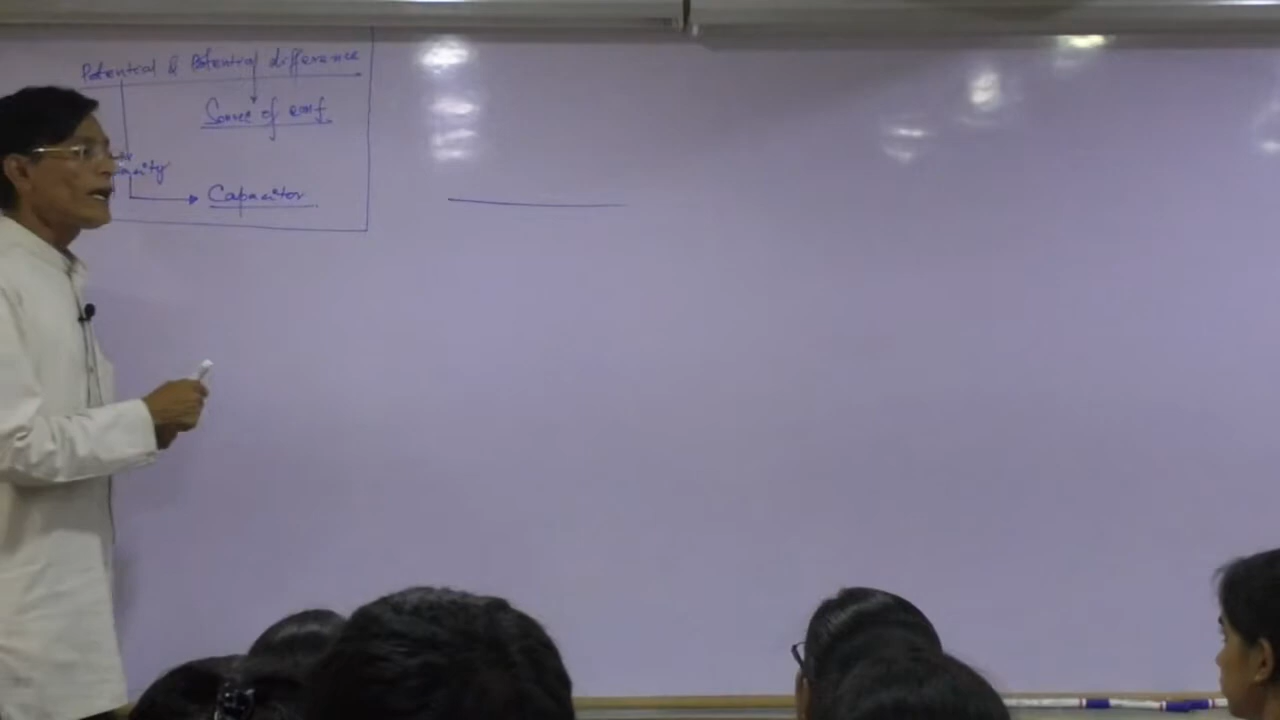 Potential & Potential difference
Source of emf
Capacitor